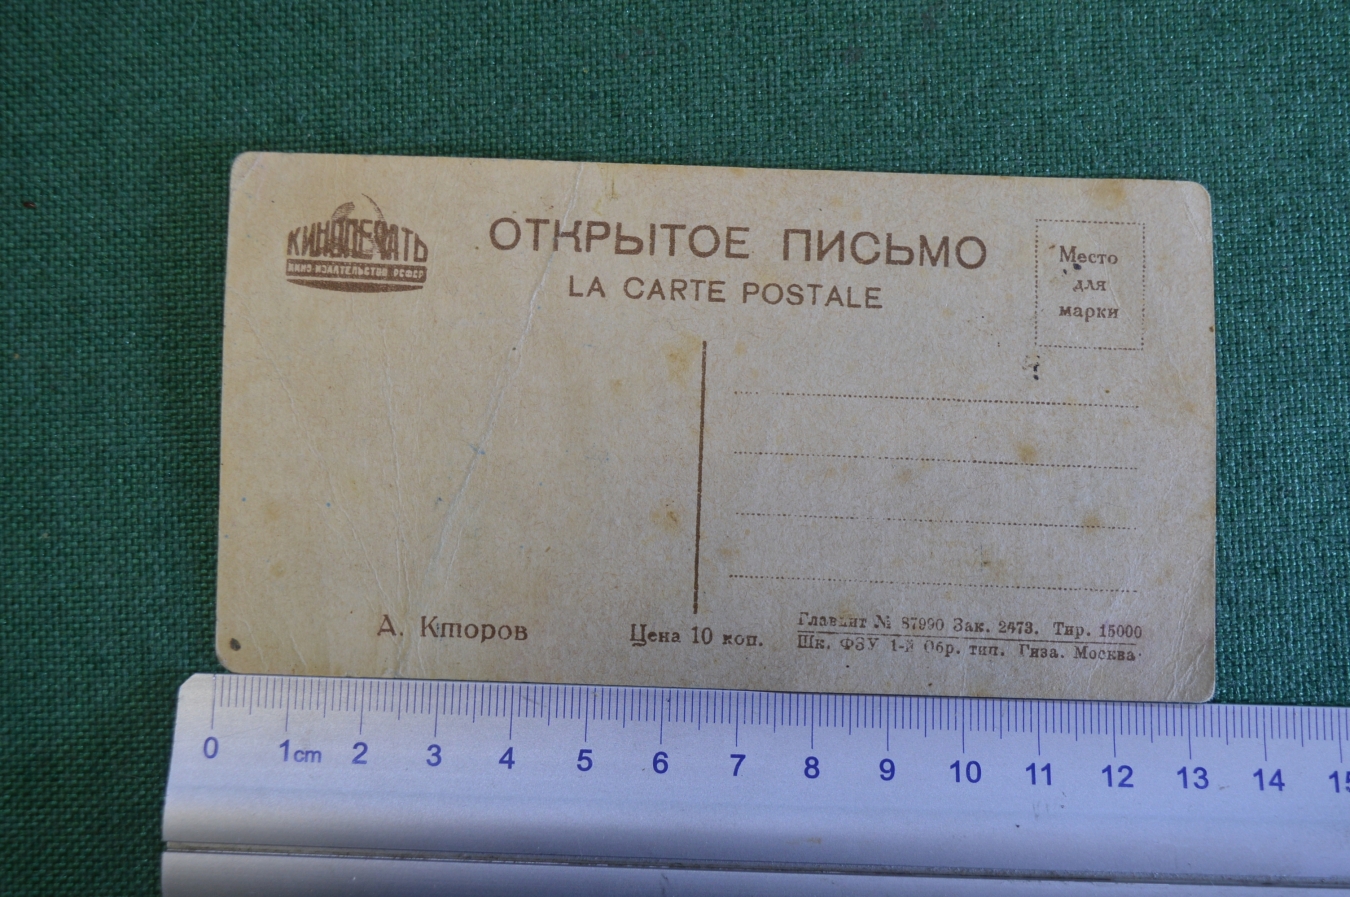 КИНОПЕЧАТЬ
КИНО ИЗДАТЕЛЬСТВО РСФСР
ОТКРЫТОЕ ПИСЬМО
LA CARTE POSTALE
Место
для
марки
А. Кторов
Цена 10 коп.
Главлит № 87990 Зак. 2473. Тир. 15000
Шк. ФЗУ 1-й Обр. тип. Гиза. Москва.
0 1cm 2 3 4 5 6 7 8 9 10 11 12 13 14 15